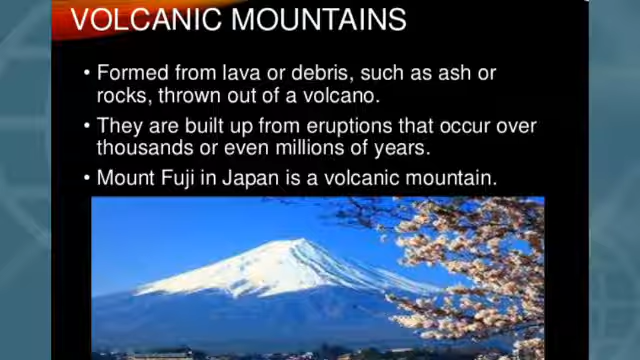 VOLCANIC MOUNTAINS
• Formed from lava or debris, such as ash or
rocks, thrown out of a volcano.
• They are built up from eruptions that occur over
thousands or even millions of years.
• Mount Fuji in Japan is a volcanic mountain.